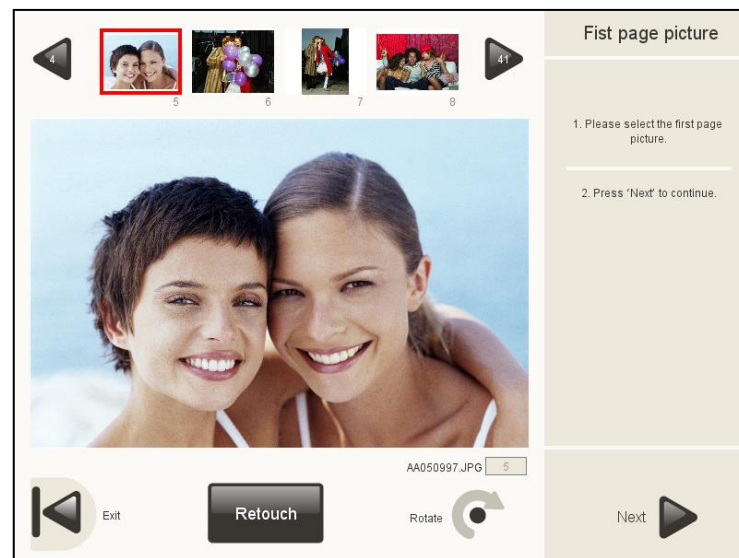 Fist page picture
4
41
5
6
7
8
1. Please select the first page
picture.
2. Press 'Next' to continue.
AA050997.JPG 5
Exit
Retouch
Rotate
Next